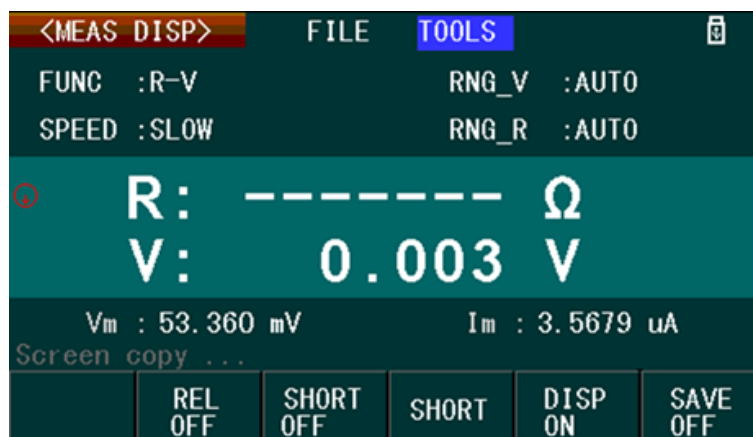 <MEAS DISP> FILE TOOLS
FUNC :R-V RNG_V :AUTO
SPEED :SLOW RNG_R :AUTO
R: ------- Ω
V: 0.003 V
Vm : 53.360 mV Im : 3.5679 uA
Screen copy ...
REL OFF
SHORT OFF
SHORT
DISP ON
SAVE OFF